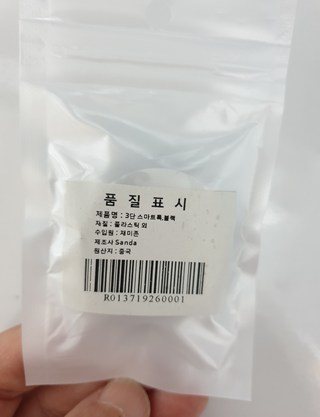 품 질 표 시
제품명 : 3단 스마트톡,블랙
재질 : 플라스틱 외
수입원 : 재미존
제조사 Sanda
원산지 : 중국
R013719260001